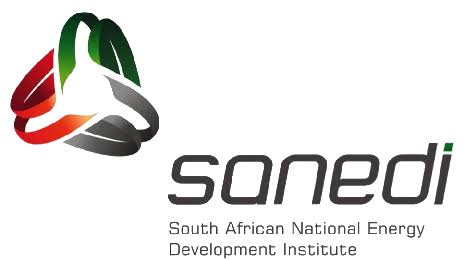 sanedi
South African National Energy
Development Institute